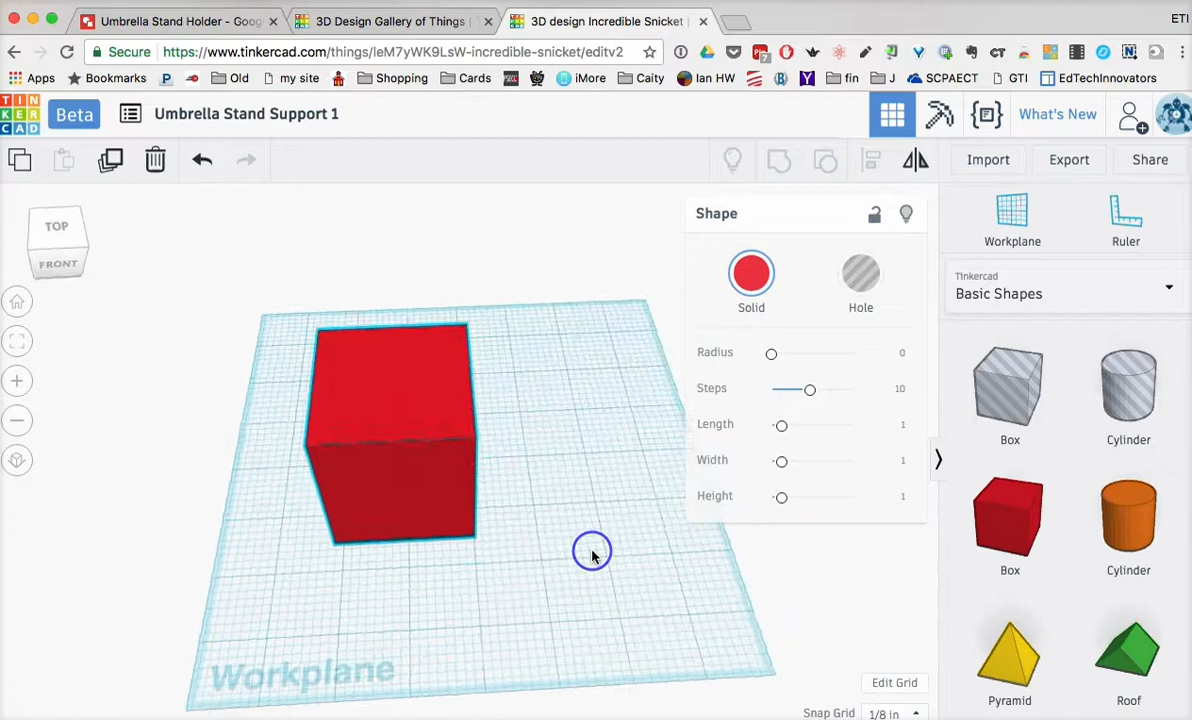 Umbrella Stand Holder - Goog
3D Design Gallery of Things |
3D design Incredible Snicket |
ETI
Secure
https://www.tinkercad.com/things/leM7yWK9LsW-incredible-snicket/editv2
7
Apps
Bookmarks
Old
my site
Shopping
Cards
iMore
Caity
Ian HW
fin
J
SCPAECT
GTI
EdTechInnovators
TIN
KER
CAD
Beta
Umbrella Stand Support 1
What's New
Import
Export
Share
TOP
FRONT
Shape
Solid
Hole
Radius 0
Steps 10
Length 1
Width 1
Height 1
Workplane
Ruler
Tinkercad
Basic Shapes
Box
Cylinder
Box
Cylinder
Pyramid
Roof
Workplane
Edit Grid
Snap Grid 1/8 in